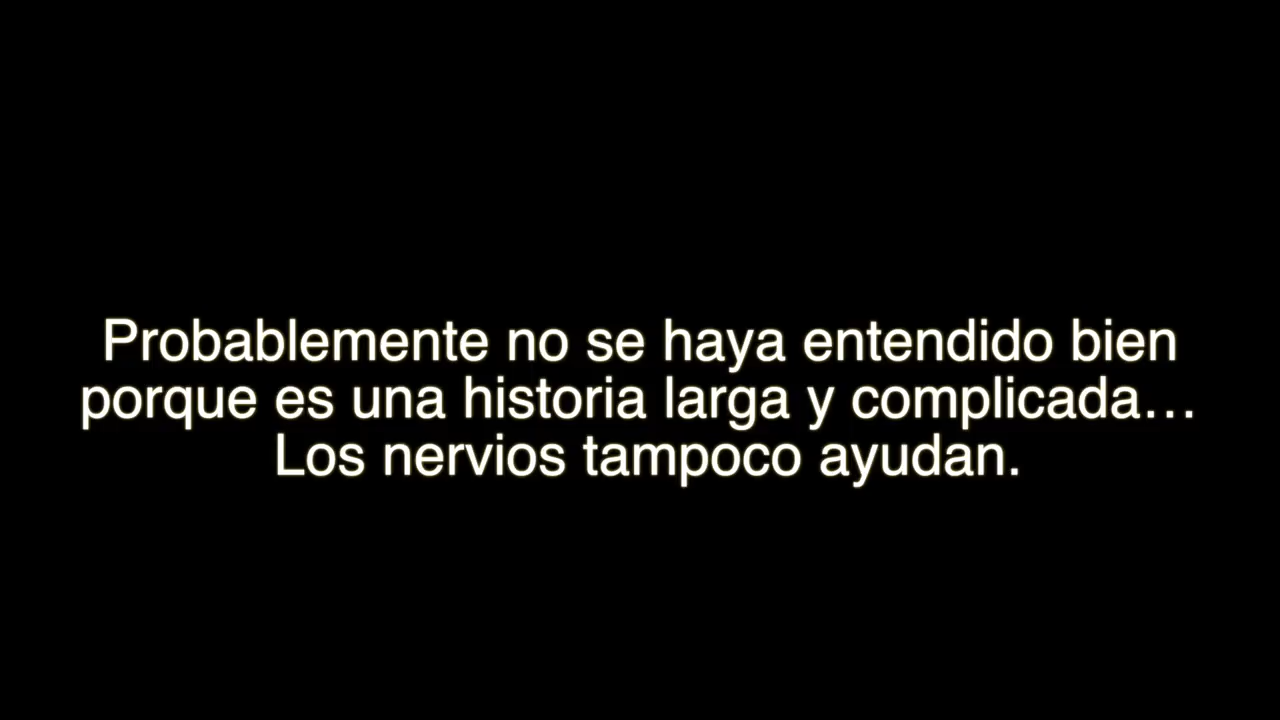 Probablemente no se haya entendido bien
porque es una historia larga y complicada…
Los nervios tampoco ayudan.